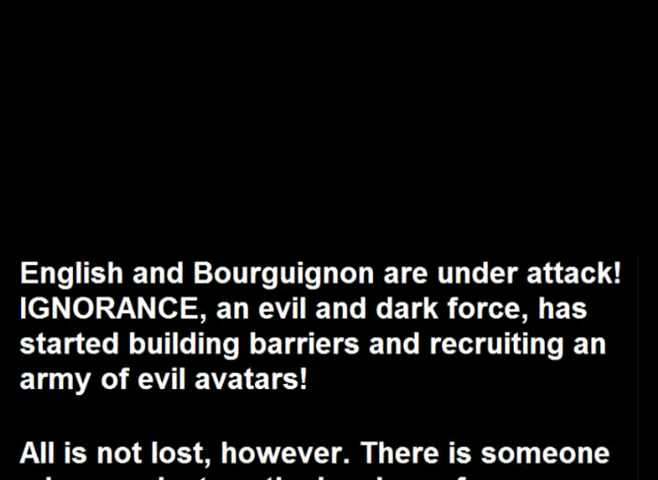 English and Bourguignon are under attack!
IGNORANCE, an evil and dark force, has
started building barriers and recruiting an
army of evil avatars!
All is not lost, however. There is someone